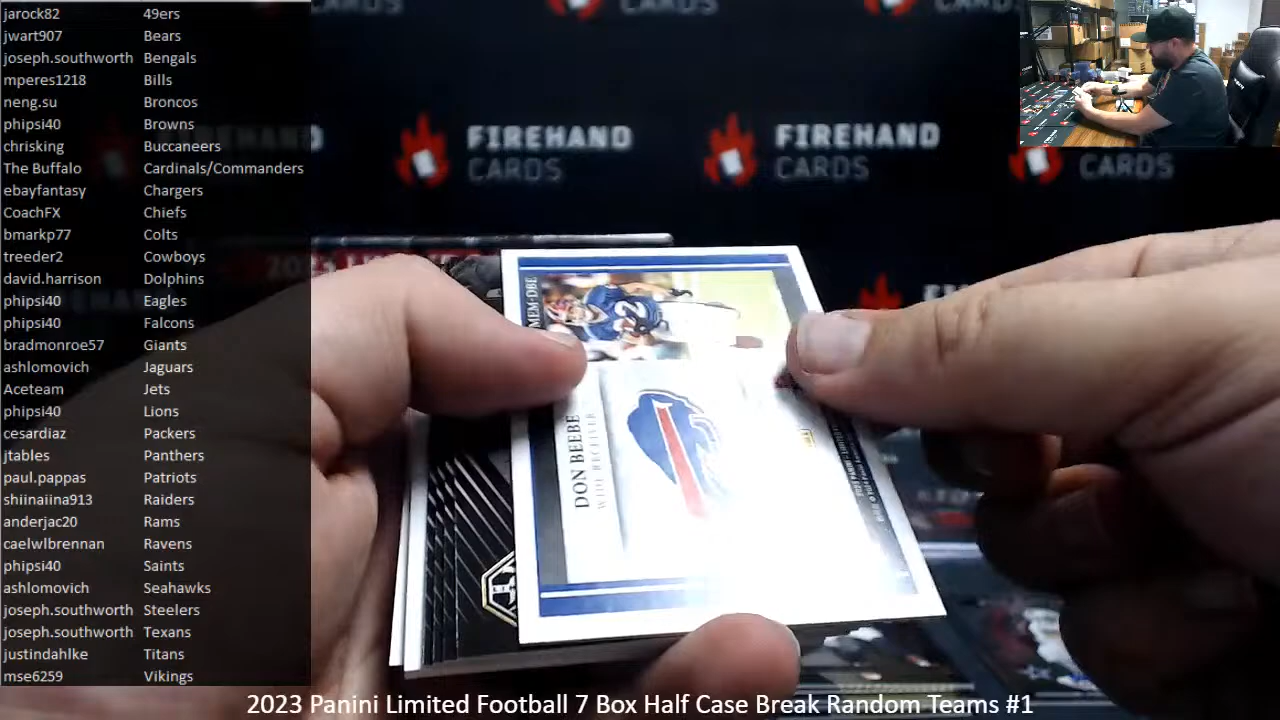 jarock82 49ers
jwart907 Bears
joseph.southworth Bengals
mperes1218 Bills
neng.su Broncos
phipsi40 Browns
chrisking Buccaneers
The Buffalo Cardinals/Commanders
ebayfantasy Chargers
CoachFX Chiefs
bmarkp77 Colts
treeder2 Cowboys
david.harrison Dolphins
phipsi40 Eagles
phipsi40 Falcons
bradmonroe57 Giants
ashlomovich Jaguars
Aceteam Jets
phipsi40 Lions
cesardiaz Packers
jtables Panthers
paul.pappas Patriots
shiinaiina913 Raiders
anderjac20 Rams
caelwlbrennan Ravens
phipsi40 Saints
ashlomovich Seahawks
joseph.southworth Steelers
joseph.southworth Texans
justindahlke Titans
mse6259 Vikings
CARDS
CARDS
FIREHAND
CARDS
FIREHAND
CARDS
CARDS
MEM-DBE
DON BEEBE
WIDE RECEIVER
2023 Panini Limited Football 7 Box Half Case Break Random Teams #1